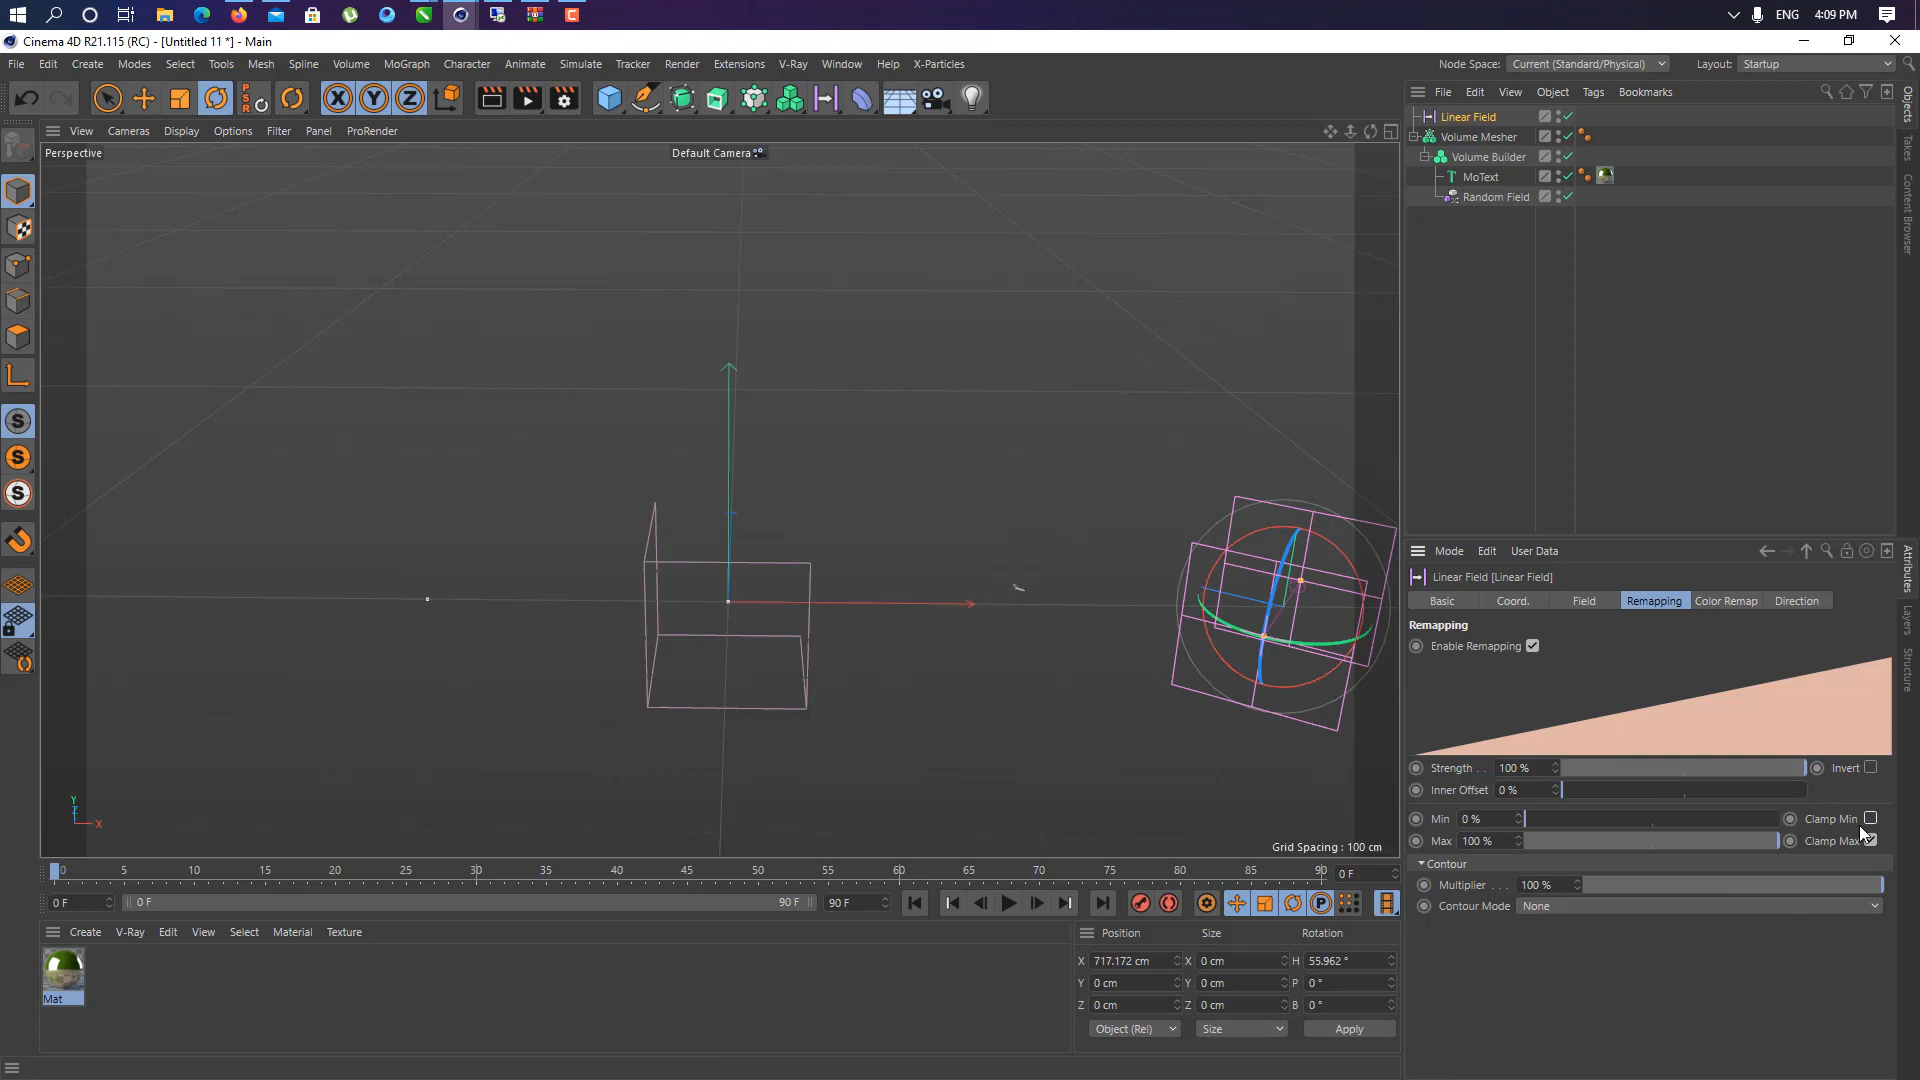 ENG 4:09 PM
Cinema 4D R21.115 (RC) - [Untitled 11 *] - Main
File Edit Create Modes Select Tools Mesh Spline Volume MoGraph Character Animate Simulate Tracker Render Extensions V-Ray Window Help X-Particles
Node Space: Current (Standard/Physical) Layout: Startup
X Y Z
PSR
View Cameras Display Options Filter Panel ProRender
Perspective
Default Camera
X
Y
Z
Grid Spacing : 100 cm
0 5 10 15 20 25 30 35 40 45 50 55 60 65 70 75 80 85 90 0 F
0 F 0 F 90 F 90 F
Create V-Ray Edit View Select Material Texture
Mat
Position Size Rotation
X 717.172 cm X 0 cm H 55.962 °
Y 0 cm Y 0 cm P 0 °
Z 0 cm Z 0 cm B 0 °
Object (Rel) Size Apply
File Edit View Object Tags Bookmarks
Linear Field
Volume Mesher
Volume Builder
MoText
Random Field
Objects
Takes
Content Browser
Mode Edit User Data
Linear Field [Linear Field]
Basic Coord. Field Remapping Color Remap Direction
Remapping
Enable Remapping
Strength . . 100 % Invert
Inner Offset 0 %
Min 0 % Clamp Min
Max 100 % Clamp Max
Contour
Multiplier . . . 100 %
Contour Mode None
Attributes
Layers
Structure